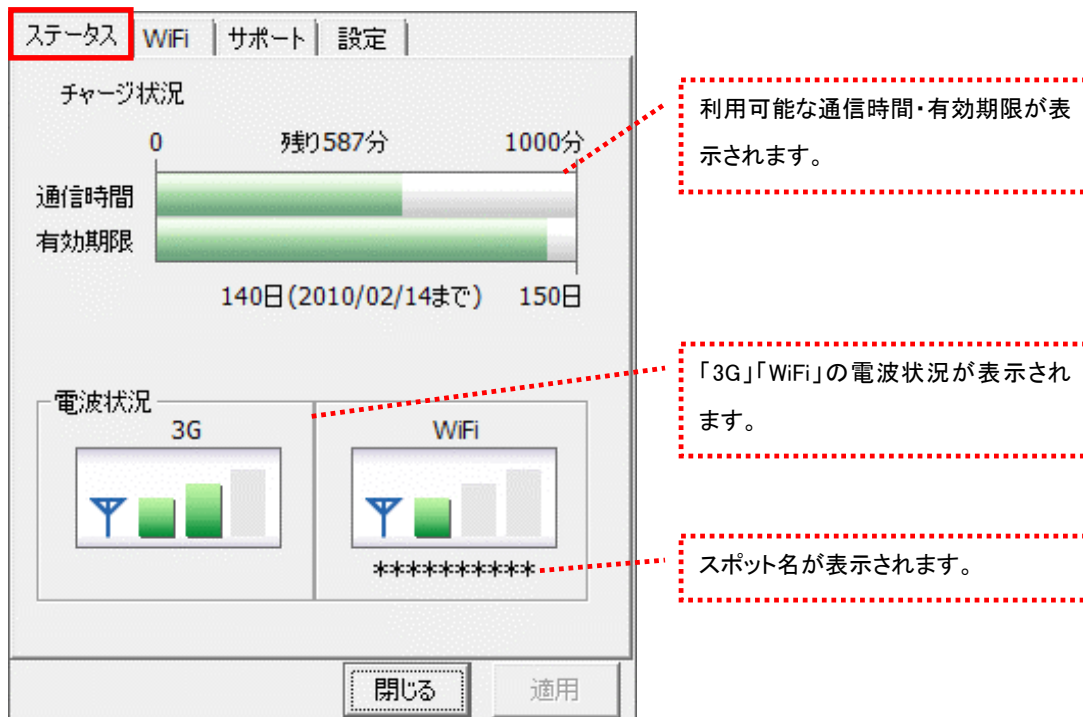 ステータス WiFi サポート 設定
チャージ状況
0 残り587分 1000分
通信時間
有効期限
140日(2010/02/14まで) 150日
電波状況
3G WiFi
**********
閉じる 適用
利用可能な通信時間・有効期限が表
示されます。
「3G」「WiFi」の電波状況が表示され
ます。
スポット名が表示されます。